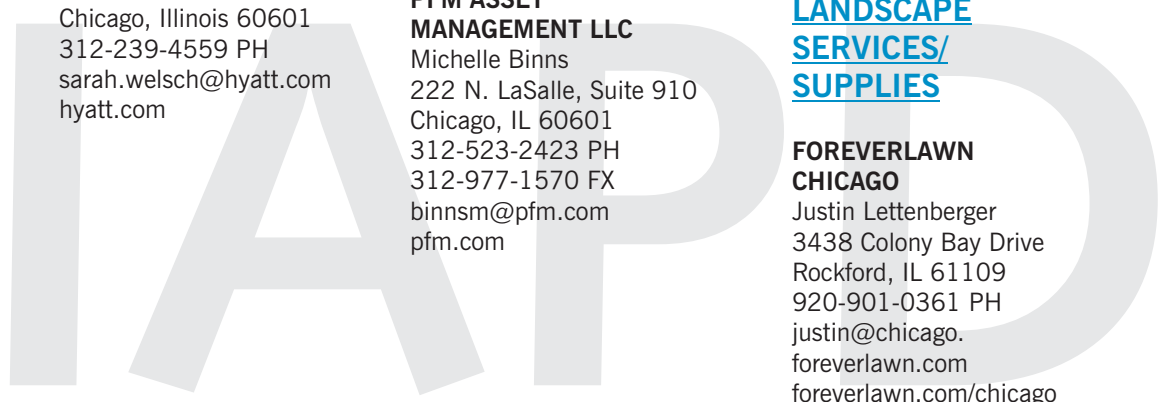 Chicago, Illinois 60601
312-239-4559 PH
sarah.welsch@hyatt.com
hyatt.com
PFM ASSET
MANAGEMENT LLC
Michelle Binns
222 N. LaSalle, Suite 910
Chicago, IL 60601
312-523-2423 PH
312-977-1570 FX
binnsm@pfm.com
pfm.com
LANDSCAPE
SERVICES/
SUPPLIES
FOREVERLAWN
CHICAGO
Justin Lettenberger
3438 Colony Bay Drive
Rockford, IL 61109
920-901-0361 PH
justin@chicago.
foreverlawn.com
foreverlawn.com/chicago
IAPD